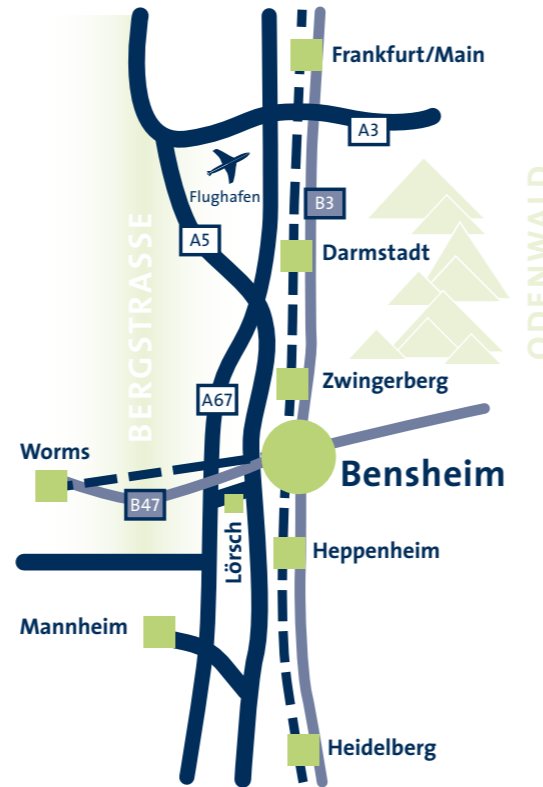 Frankfurt/Main
A3
Flughafen
B3
A5
Darmstadt
BERGSTRASSE
ODENWALD
Zwingerberg
A67
Worms
Bensheim
B47
Lörsch
Heppenheim
Mannheim
Heidelberg